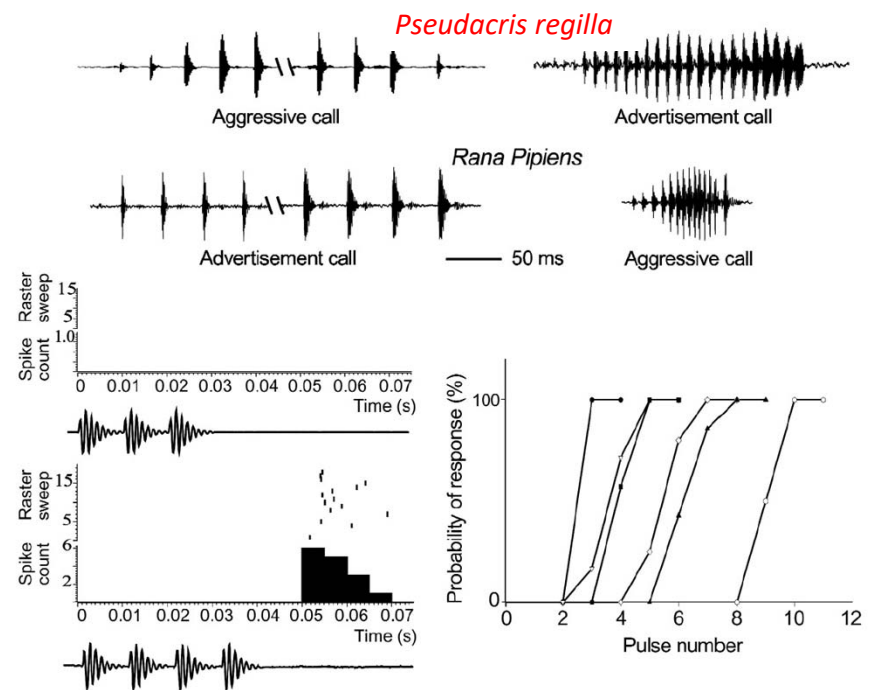 Pseudacris regilla
Aggressive call
Advertisement call
Rana Pipiens
Advertisement call
50 ms
Aggressive call
Raster sweep
15
5
Spike count
1.0
0 0.01 0.02 0.03 0.04 0.05 0.06 0.07
Time (s)
Raster sweep
15
5
Spike count
6
2
0 0.01 0.02 0.03 0.04 0.05 0.06 0.07
Time (s)
Probability of response (%)
100
0
0 2 4 6 8 10 12
Pulse number